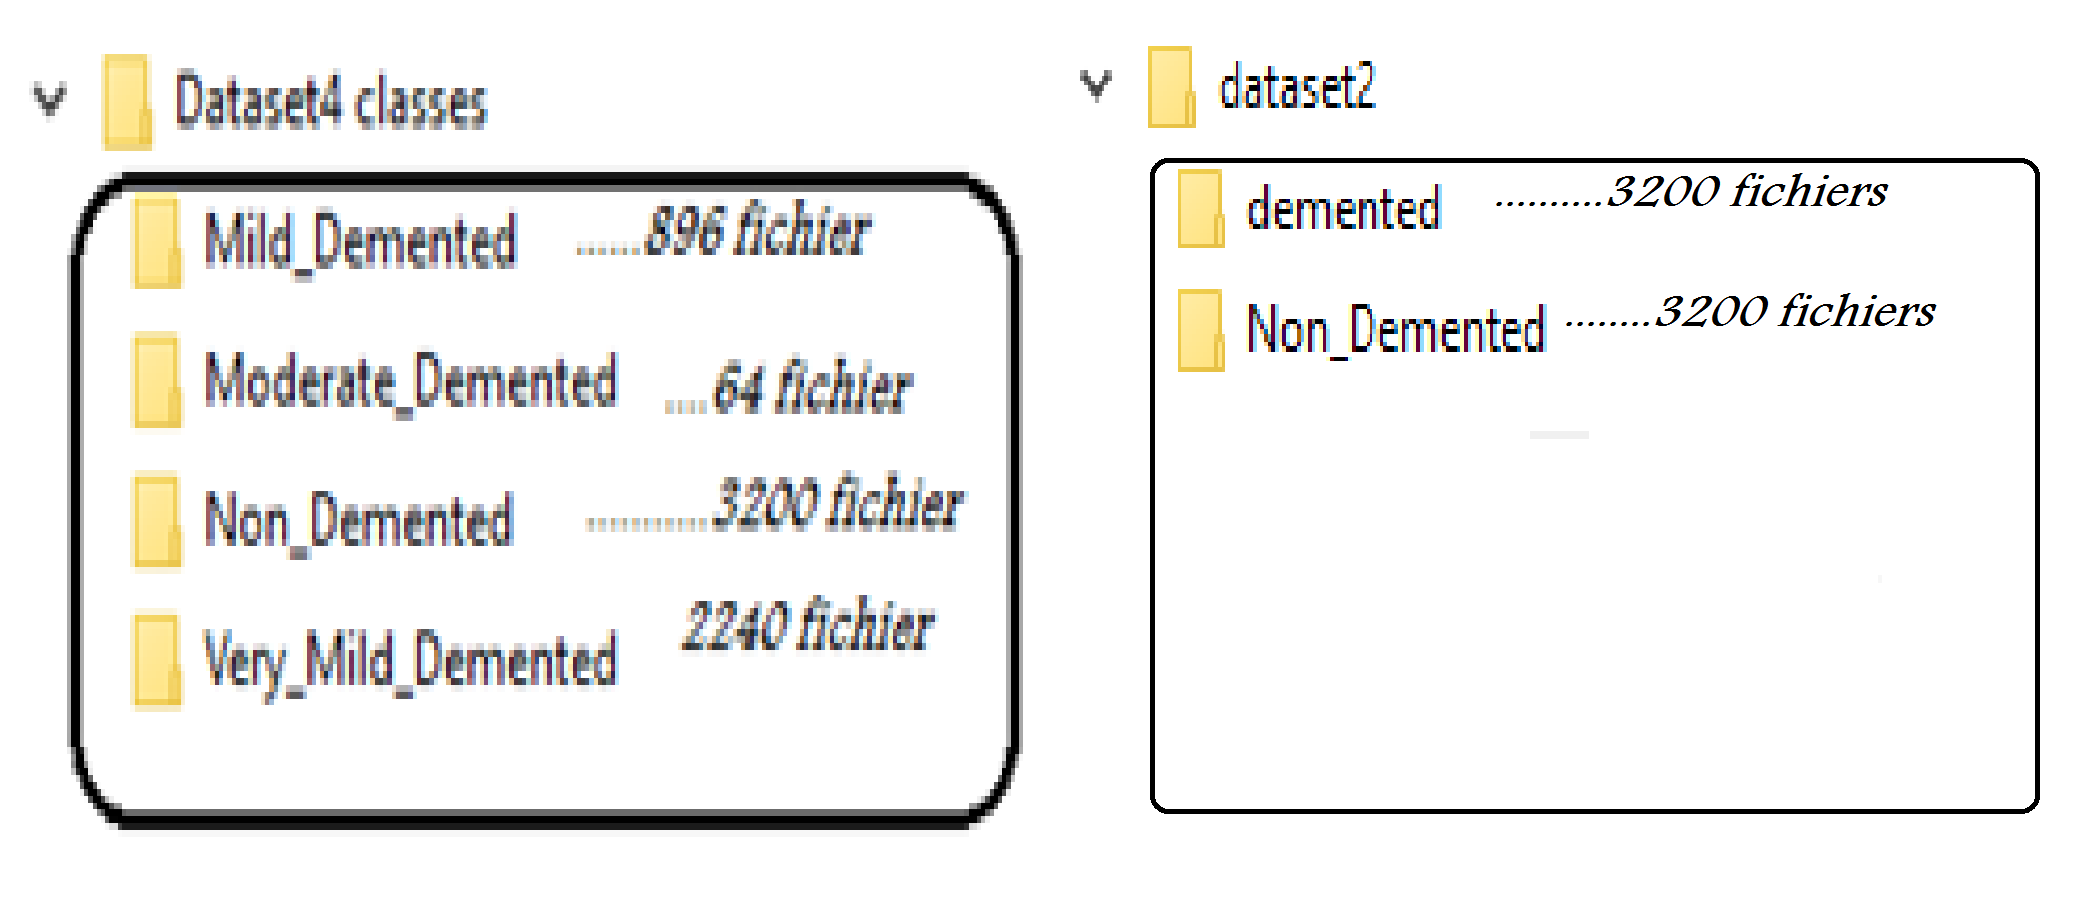 Dataset4 classes
Mild_Demented .......896 fichier
Moderate_Demented ....64 fichier
Non_Demented ............3200 fichier
Very_Mild_Demented 2240 fichier
dataset2
demented ..........3200 fichiers
Non_Demented ........3200 fichiers